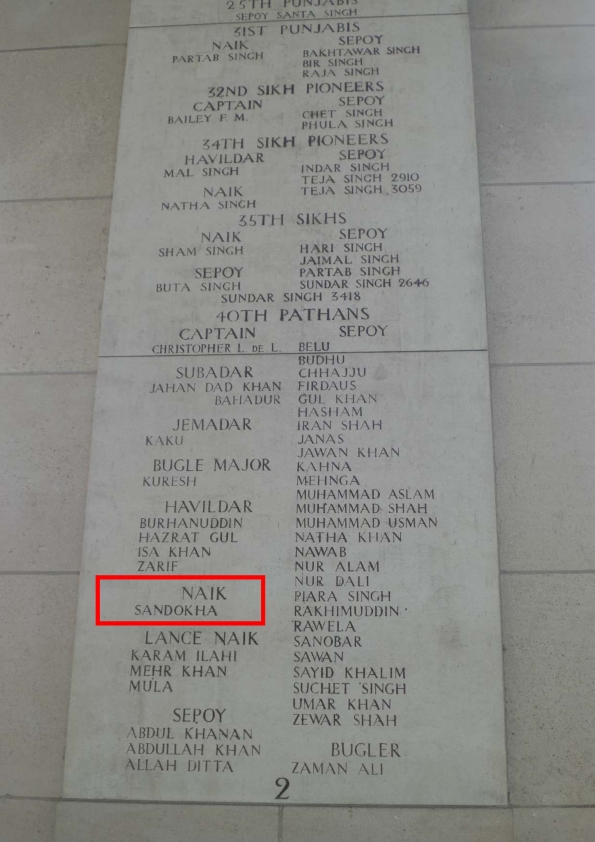 25TH PUNJABIS
SEPOY SANTA SINGH
31ST PUNJABIS
NAIK
PARTAB SINGH
SEPOY
BAKHTAWAR SINGH
BIR SINGH
RAJA SINGH
32ND SIKH PIONEERS
CAPTAIN
BAILEY F. M.
SEPOY
CHET SINGH
PHULA SINGH
34TH SIKH PIONEERS
HAVILDAR
MAL SINGH
NAIK
NATHA SINGH
SEPOY
INDAR SINGH
TEJA SINGH 2910
TEJA SINGH 3059
35TH SIKHS
NAIK
SHAM SINGH
SEPOY
BUTA SINGH
SEPOY
HARI SINGH
JAIMAL SINGH
PARTAB SINGH
SUNDAR SINGH 2646
SUNDAR SINGH 3418
40TH PATHANS
CAPTAIN
CHRISTOPHER L. DE L.
SUBADAR
JAHAN DAD KHAN
BAHADUR
JEMADAR
KAKU
BUGLE MAJOR
KURESH
HAVILDAR
BURHANUDDIN
HAZRAT GUL
ISA KHAN
ZARIF
NAIK
SANDOKHA
LANCE NAIK
KARAM ILAHI
MEHR KHAN
MULA
SEPOY
ABDUL KHANAN
ABDULLAH KHAN
ALLAH DITTA
SEPOY
BELU
BUDHU
CHHAJJU
FIRDAUS
GUL KHAN
HASHAM
IRAN SHAH
JANAS
JAWAN KHAN
KAHNA
MEHNGA
MUHAMMAD ASLAM
MUHAMMAD SHAH
MUHAMMAD USMAN
NATHA KHAN
NAWAB
NUR ALAM
NUR DALI
PIARA SINGH
RAKHIMUDDIN
RAWELA
SANOBAR
SAWAN
SAYID KHALIM
SUCHET SINGH
UMAR KHAN
ZEWAR SHAH
BUGLER
ZAMAN ALI
2